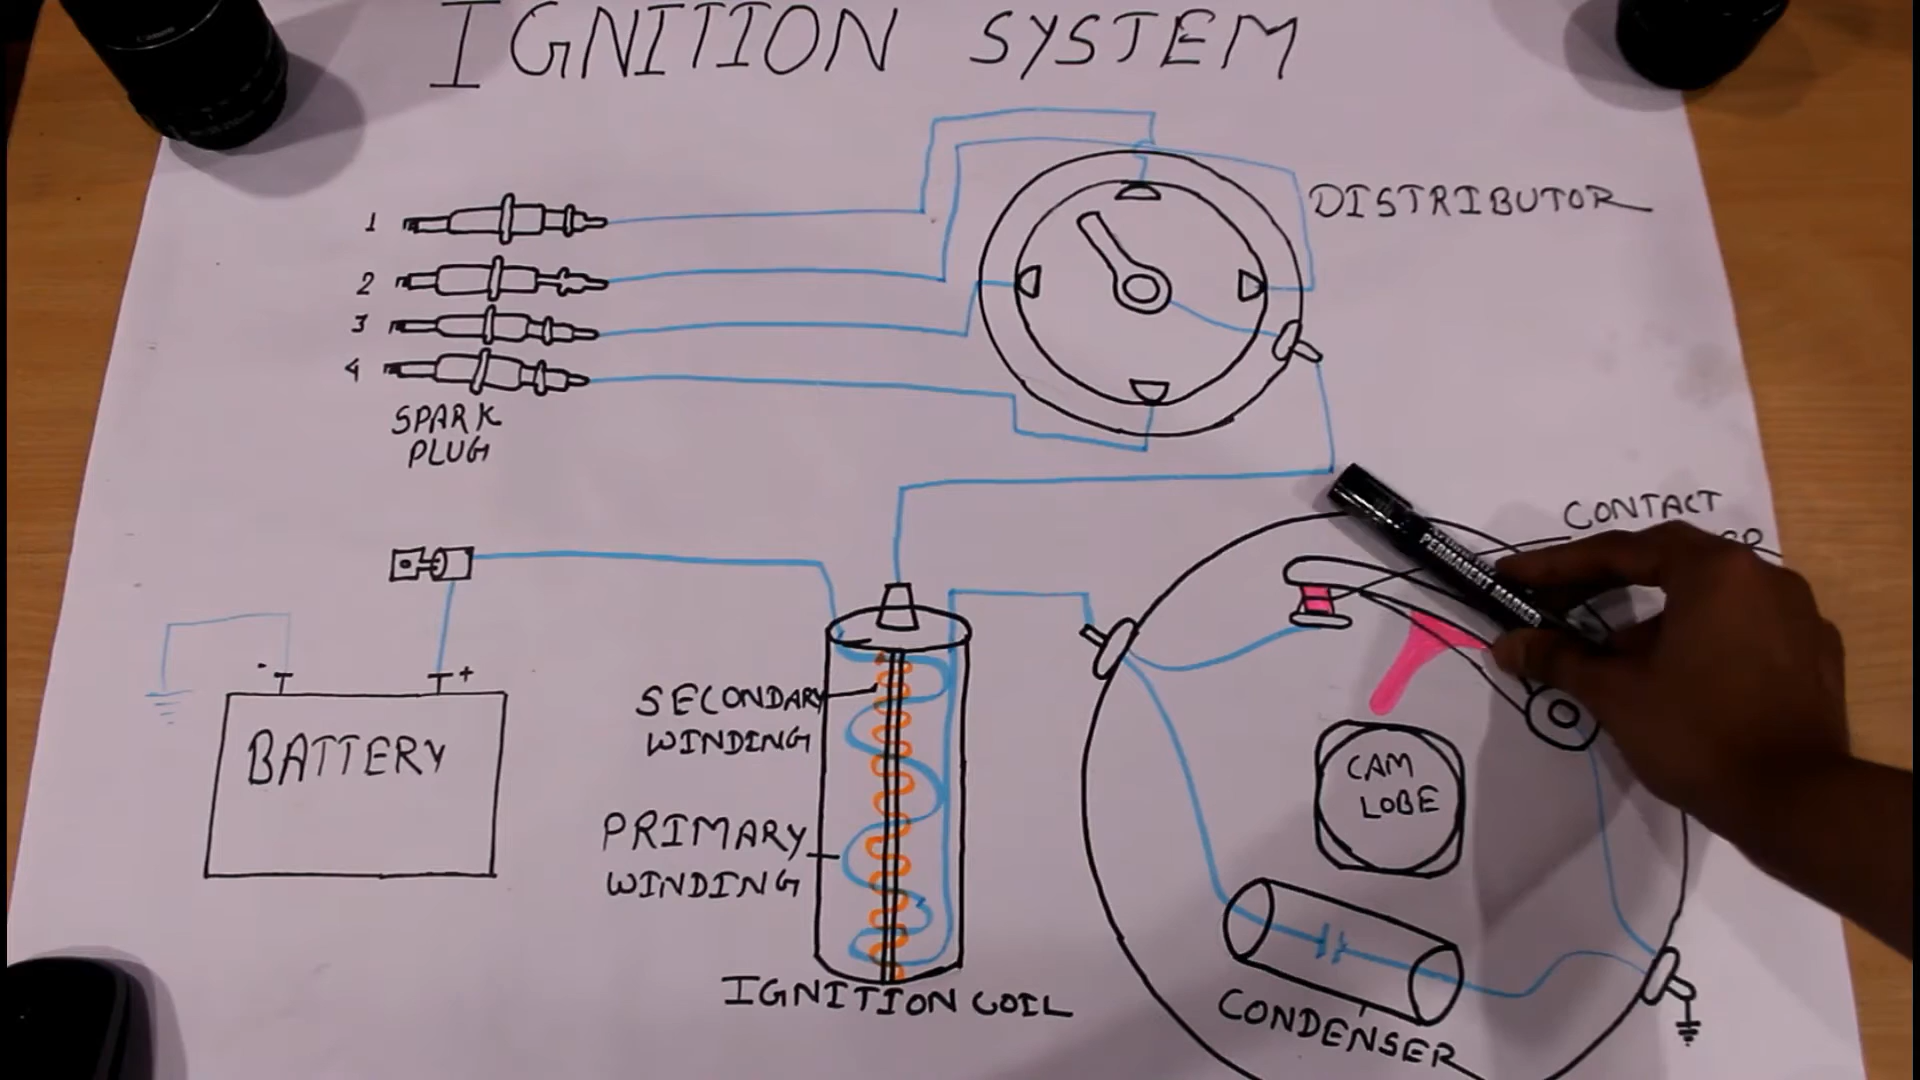 IGNITION SYSTEM
DISTRIBUTOR
1
2
3
4
SPARK
PLUG
CONTACT
PERMANENT MARKER
- +
BATTERY
SECONDARY
WINDING
PRIMARY
WINDING
IGNITION COIL
CAM
LOBE
CONDENSER